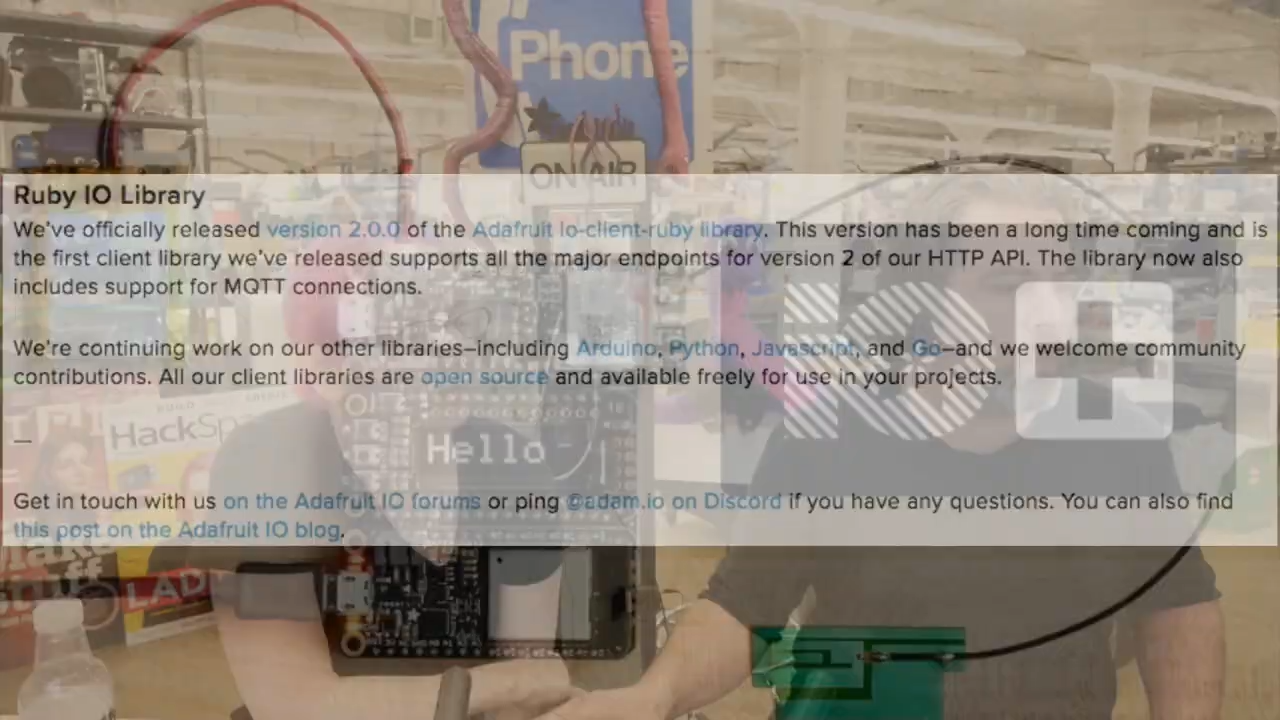 Phone
ON AIR
Ruby IO Library
We've officially released version 2.0.0 of the Adafruit Io-client-ruby library. This version has been a long time coming and is
the first client library we've released supports all the major endpoints for version 2 of our HTTP API. The library now also
includes support for MQTT connections.
We're continuing work on our other libraries—including Arduino, Python, Javascript, and Go—and we welcome community
contributions. All our client libraries are open source and available freely for use in your projects.
IO+
HackSp
Hello
—
Get in touch with us on the Adafruit IO forums or ping @adam.io on Discord if you have any questions. You can also find
this post on the Adafruit IO blog.
LADY